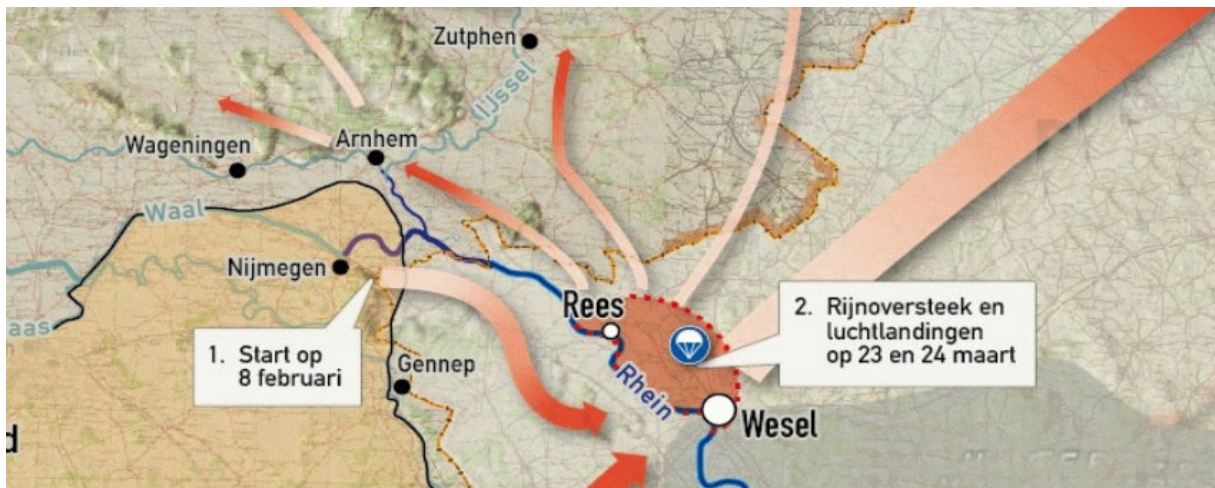 Zutphen
IJssel
Wageningen
Arnhem
Waal
Nijmegen
aas
Rees
1. Start op
8 februari
Gennep
Rhein
2. Rijnoversteek en
luchtlandingen
op 23 en 24 maart
Wesel
d